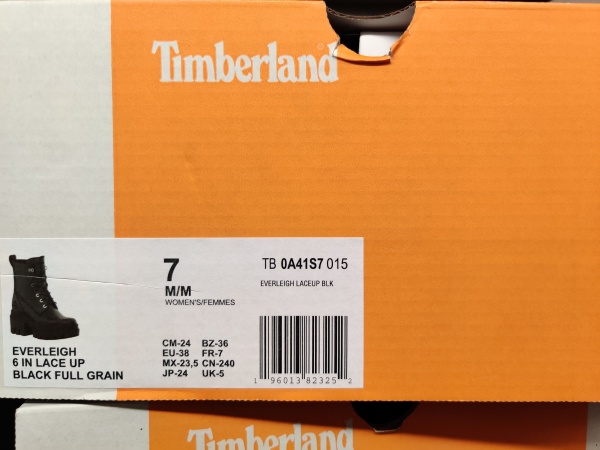 Timberland®
7
M/M
WOMEN'S/FEMMES
TB 0A41S7 015
EVERLEIGH LACEUP BLK
EVERLEIGH
6 IN LACE UP
BLACK FULL GRAIN
CM-24 BZ-36
EU-38 FR-7
MX-23,5 CN-240
JP-24 UK-5
1 96013 82325 2
Timberland